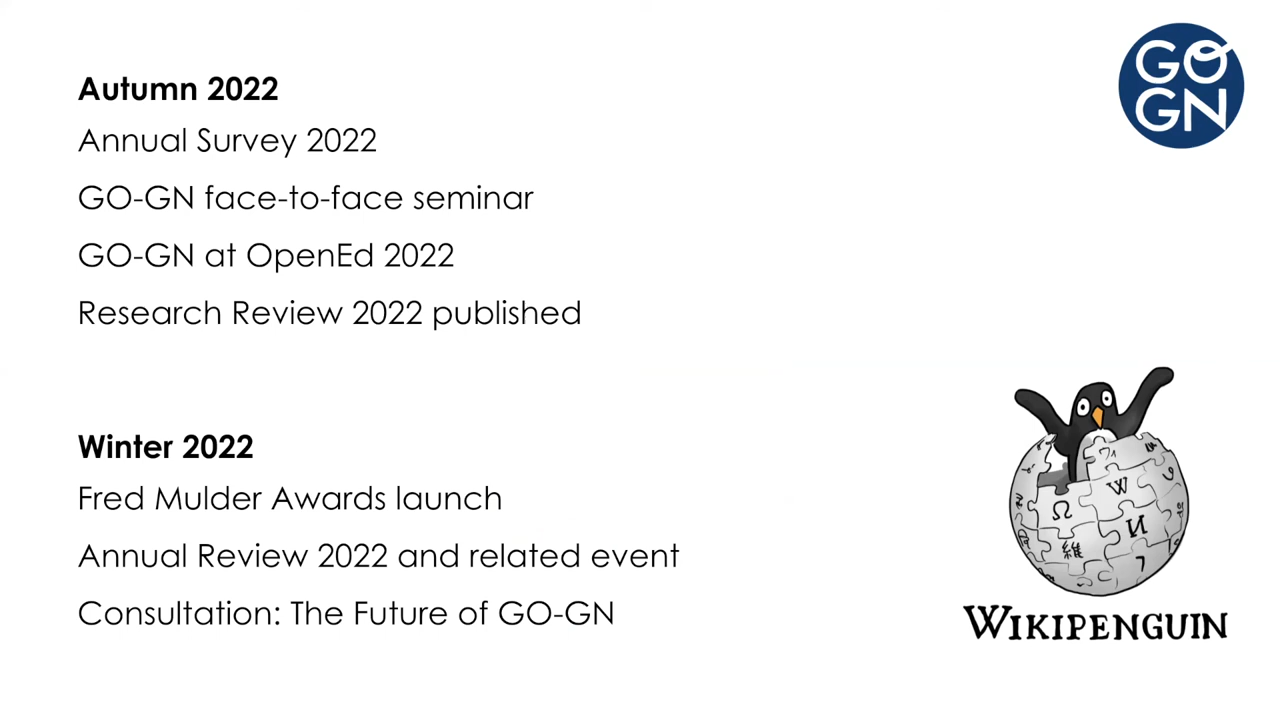 GO
GN
Autumn 2022
Annual Survey 2022
GO-GN face-to-face seminar
GO-GN at OpenEd 2022
Research Review 2022 published
Winter 2022
Fred Mulder Awards launch
Annual Review 2022 and related event
Consultation: The Future of GO-GN
Ω W И
維 7
WIKIPENGUIN